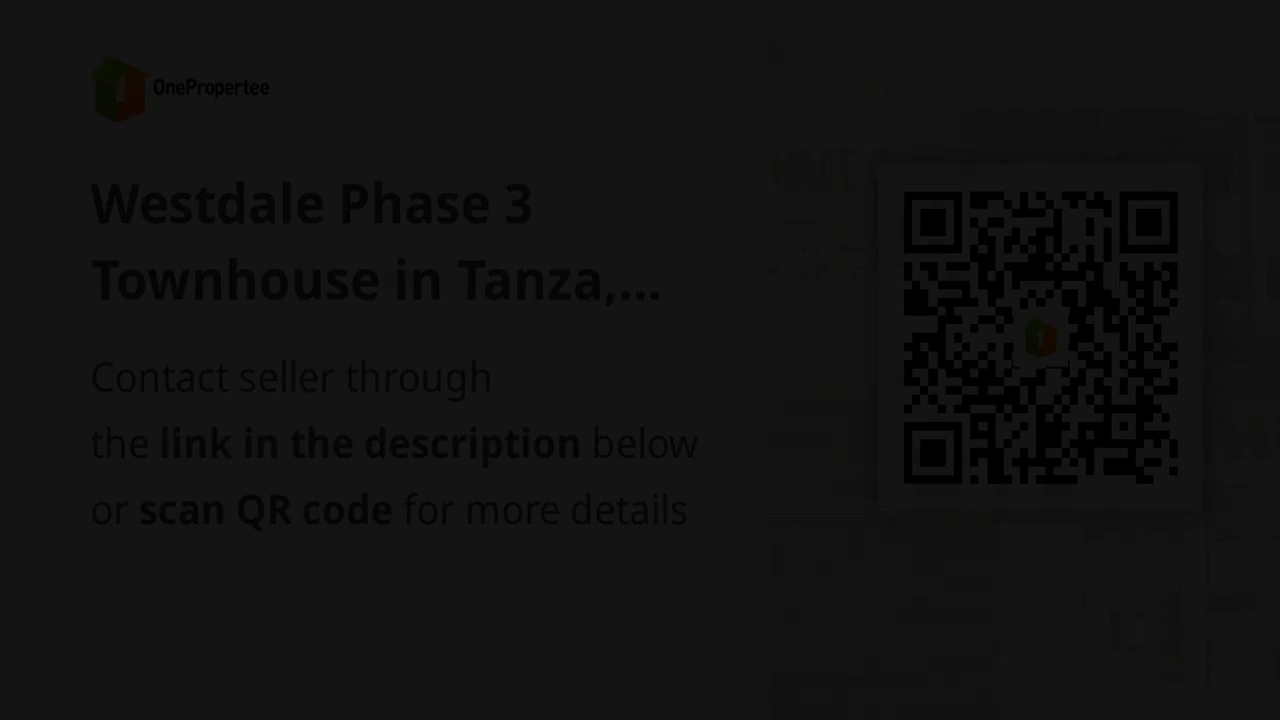 OnePropertee
Westdale Phase 3
Townhouse in Tanza,...
Contact seller through
the link in the description below
or scan QR code for more details